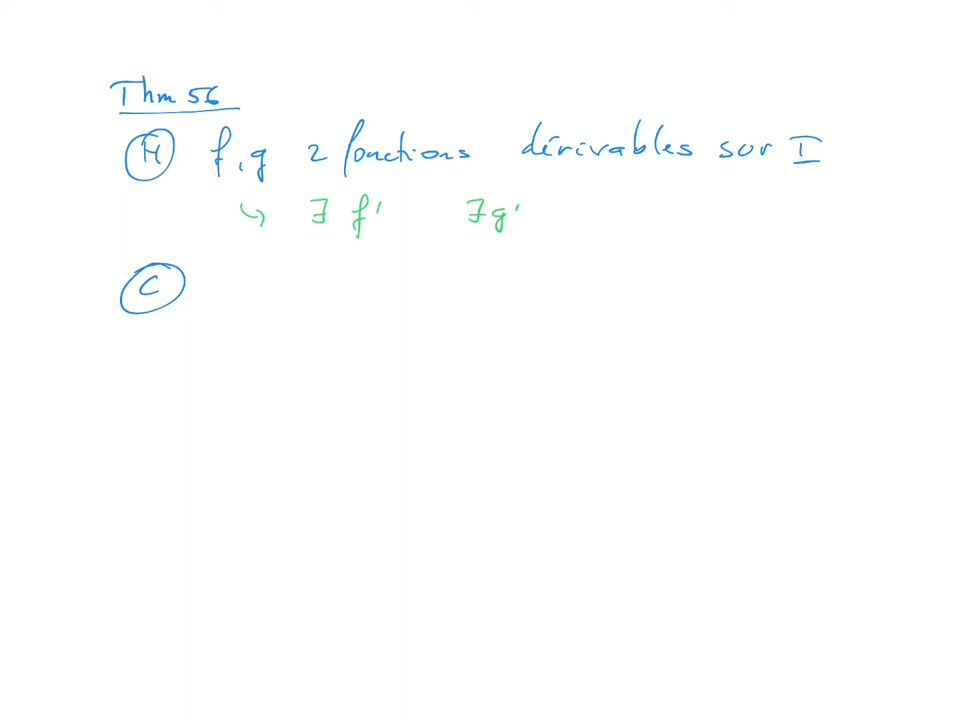 Thm 56
H f, g 2 fonctions dérivables sur I
↪ ∃ f' ∃ g'
C